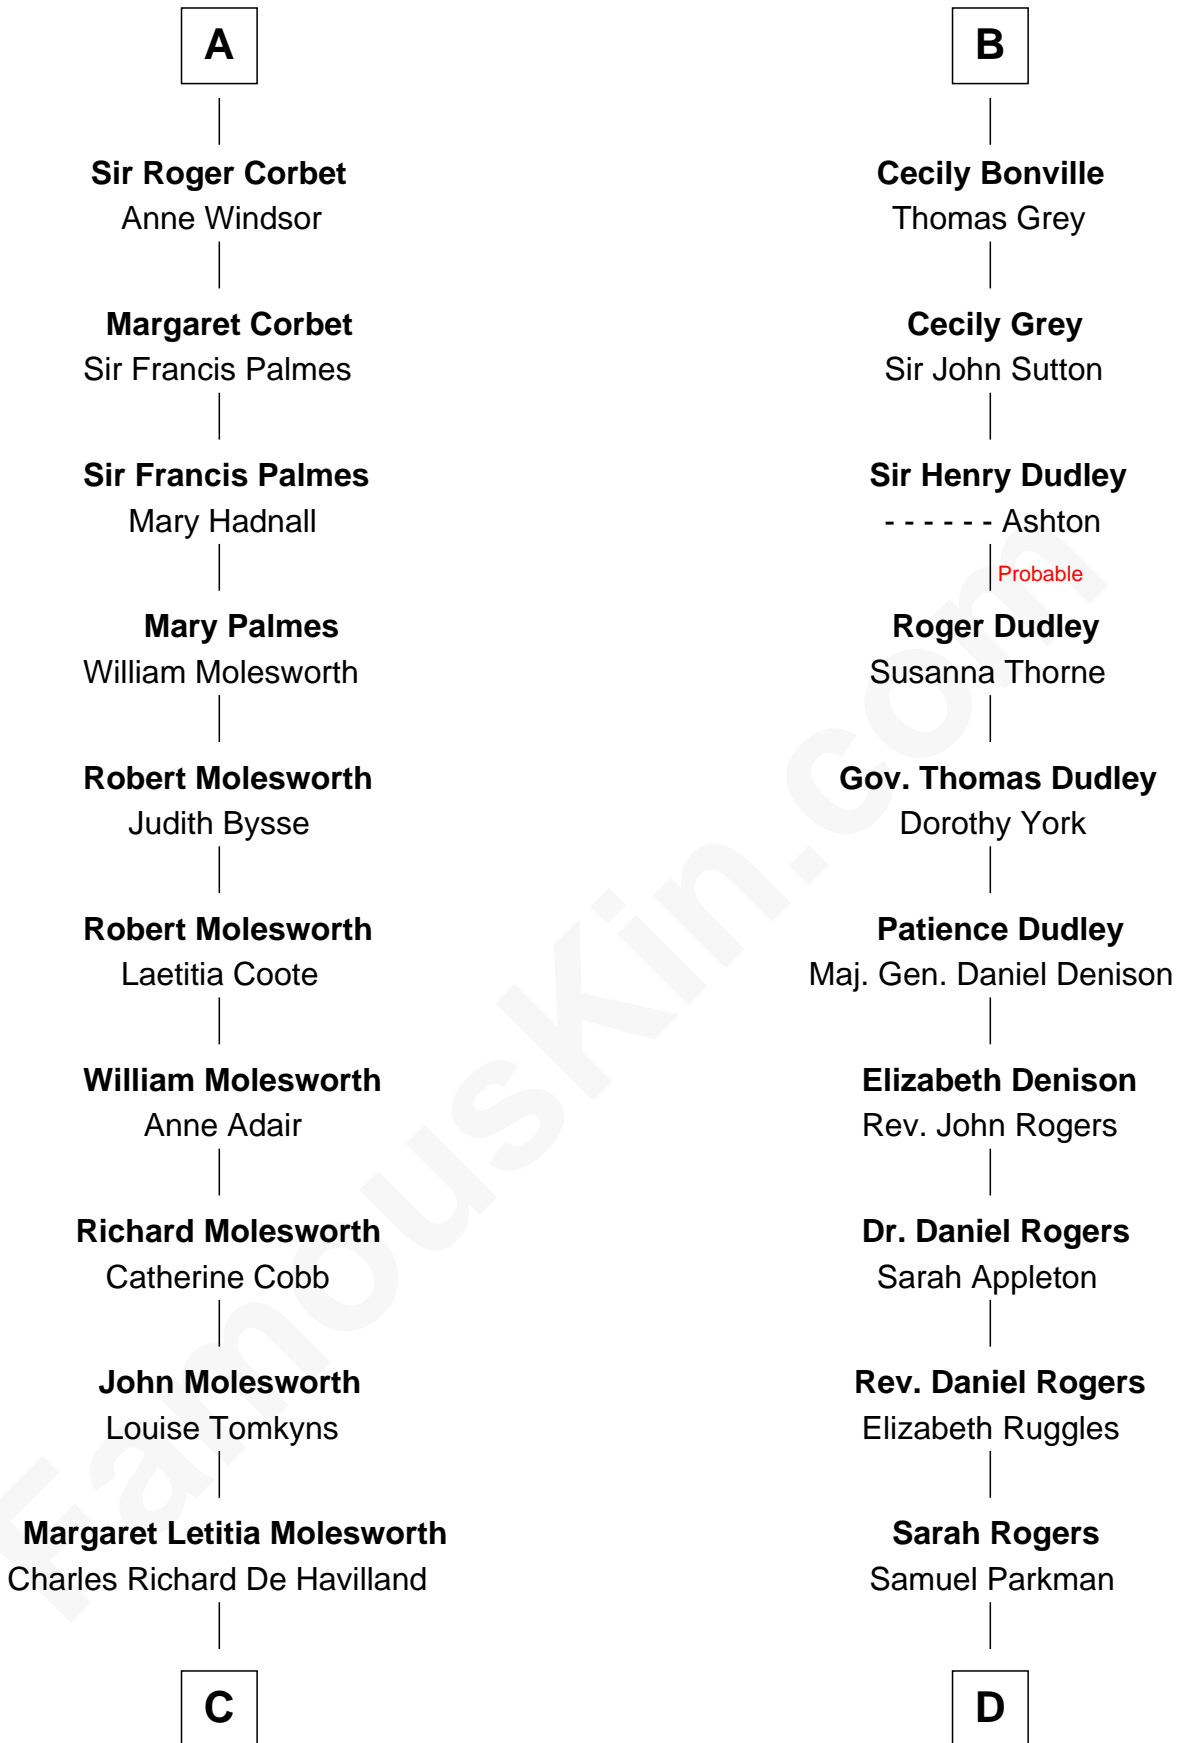 A
Sir Roger Corbet
Anne Windsor
Margaret Corbet
Sir Francis Palmes
Sir Francis Palmes
Mary Hadnall
Mary Palmes
William Molesworth
Robert Molesworth
Judith Bysse
Robert Molesworth
Laetitia Coote
William Molesworth
Anne Adair
Richard Molesworth
Catherine Cobb
John Molesworth
Louise Tomkyns
Margaret Letitia Molesworth
Charles Richard De Havilland
C
B
Cecily Bonville
Thomas Grey
Cecily Grey
Sir John Sutton
Sir Henry Dudley
- - - - - - Ashton
Probable
Roger Dudley
Susanna Thorne
Gov. Thomas Dudley
Dorothy York
Patience Dudley
Maj. Gen. Daniel Denison
Elizabeth Denison
Rev. John Rogers
Dr. Daniel Rogers
Sarah Appleton
Rev. Daniel Rogers
Elizabeth Ruggles
Sarah Rogers
Samuel Parkman
D
FamousKin.com